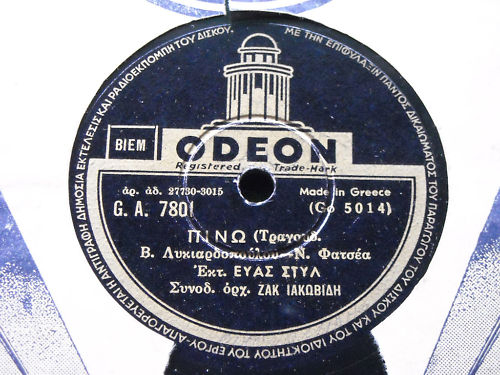 ΜΕ ΤΗΝ ΕΠΙΦΥΛΑΞΙΝ ΠΑΝΤΟΣ ΔΙΚΑΙΩΜΑΤΟΣ ΤΟΥ ΠΑΡΑΓΩΓΟΥ ΤΟΥ ΔΙΣΚΟΥ ΚΑΙ ΤΟΥ ΙΔΙΟΚΤΗΤΟΥ ΤΟΥ ΕΡΓΟΥ-ΑΠΑΓΟΡΕΥΕΤΑΙ Η ΑΝΤΙΓΡΑΦΗ ΔΗΜΟΣΙΑ ΕΚΤΕΛΕΣΙΣ ΚΑΙ ΡΑΔΙΟΕΚΠΟΜΠΗ ΤΟΥ ΔΙΣΚΟΥ.
BIEM
ODEON
Registered Trade-Mark
ἀρ. ἀδ. 27730-3015
Made in Greece
G. A. 7801
(Go 5014)
ΠΙΝΩ (Τραγούδ.
Β. Λυκιαρδοπούλου-Ν. Φατσέα
Ἐκτ. ΕΥΑΣ ΣΤΥΛ
Συνοδ. ὀρχ. ΖΑΚ ΙΑΚΩΒΙΔΗ